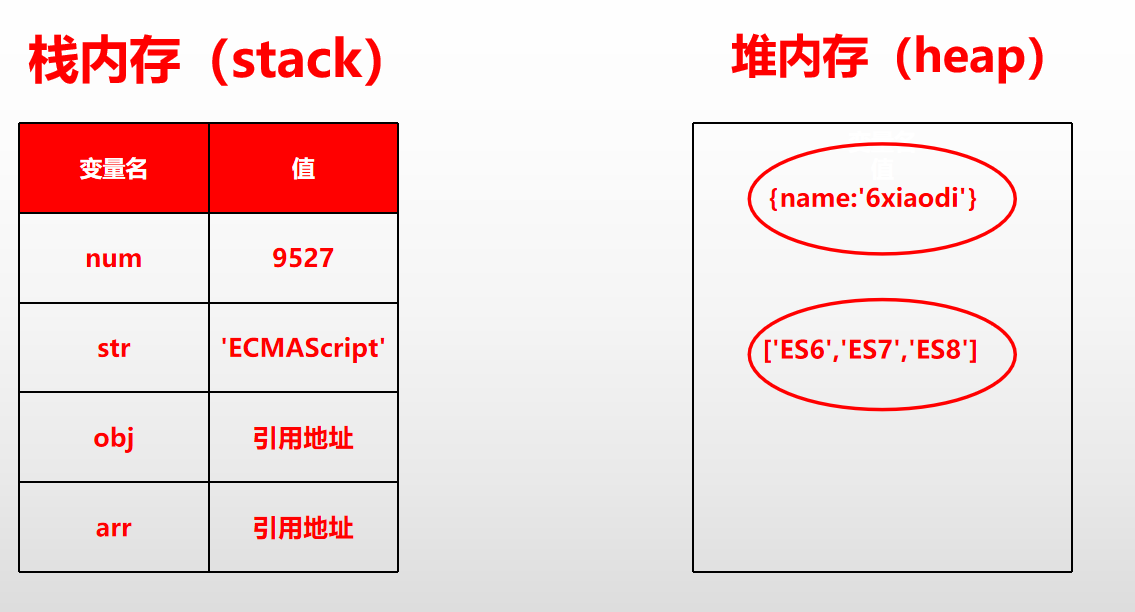 栈内存（stack）
堆内存（heap）
变量名 值
num 9527
str 'ECMAScript'
obj 引用地址
arr 引用地址
{name:'6xiaodi'}
['ES6','ES7','ES8']